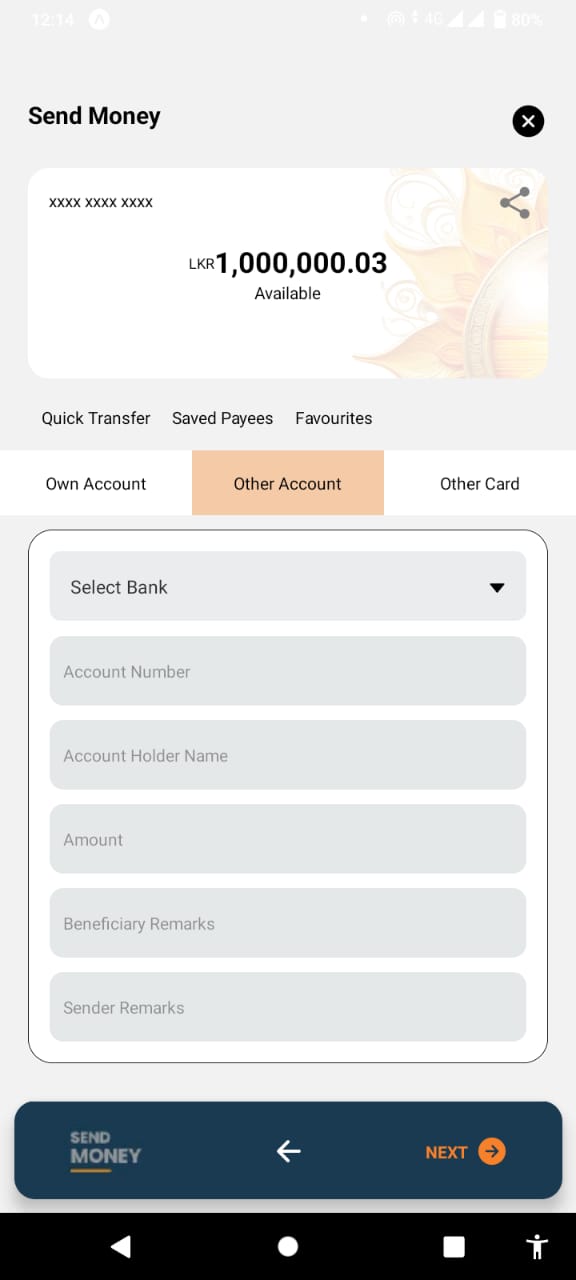 12:14 4G 80%
Send Money
xxxx xxxx xxxx
LKR1,000,000.03
Available
Quick Transfer Saved Payees Favourites
Own Account Other Account Other Card
Select Bank
Account Number
Account Holder Name
Amount
Beneficiary Remarks
Sender Remarks
SEND
MONEY
NEXT